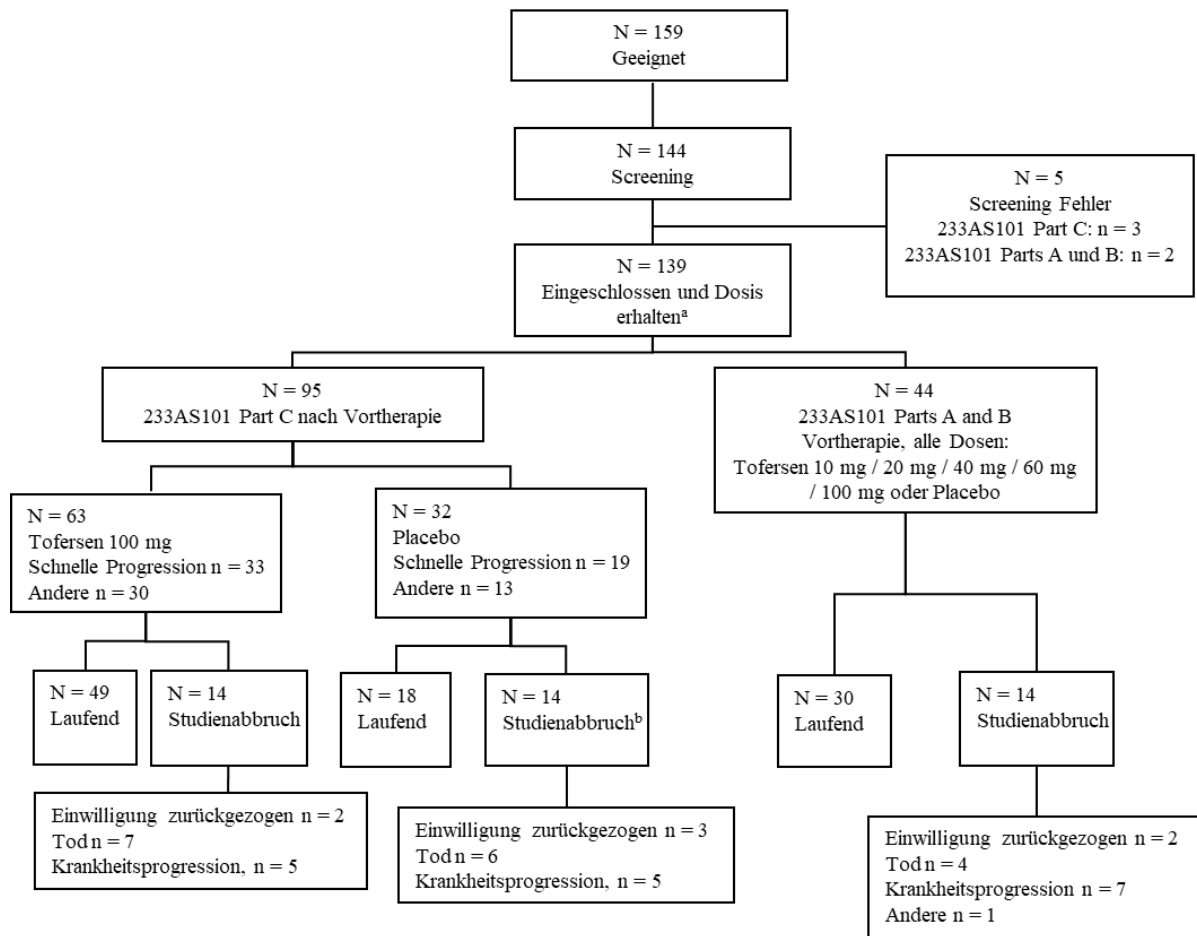 N = 159
Geeignet
N = 144
Screening
N = 5
Screening Fehler
233AS101 Part C: n = 3
233AS101 Parts A und B: n = 2
N = 139
Eingeschlossen und Dosis
erhaltenᵃ
N = 95
233AS101 Part C nach Vortherapie
N = 44
233AS101 Parts A and B
Vortherapie, alle Dosen:
Tofersen 10 mg / 20 mg / 40 mg / 60 mg
/ 100 mg oder Placebo
N = 63
Tofersen 100 mg
Schnelle Progression n = 33
Andere n = 30
N = 32
Placebo
Schnelle Progression n = 19
Andere n = 13
N = 49
Laufend
N = 14
Studienabbruch
N = 18
Laufend
N = 14
Studienabbruchᵇ
N = 30
Laufend
N = 14
Studienabbruch
Einwilligung zurückgezogen n = 2
Tod n = 7
Krankheitsprogression, n = 5
Einwilligung zurückgezogen n = 3
Tod n = 6
Krankheitsprogression, n = 5
Einwilligung zurückgezogen n = 2
Tod n = 4
Krankheitsprogression n = 7
Andere n = 1